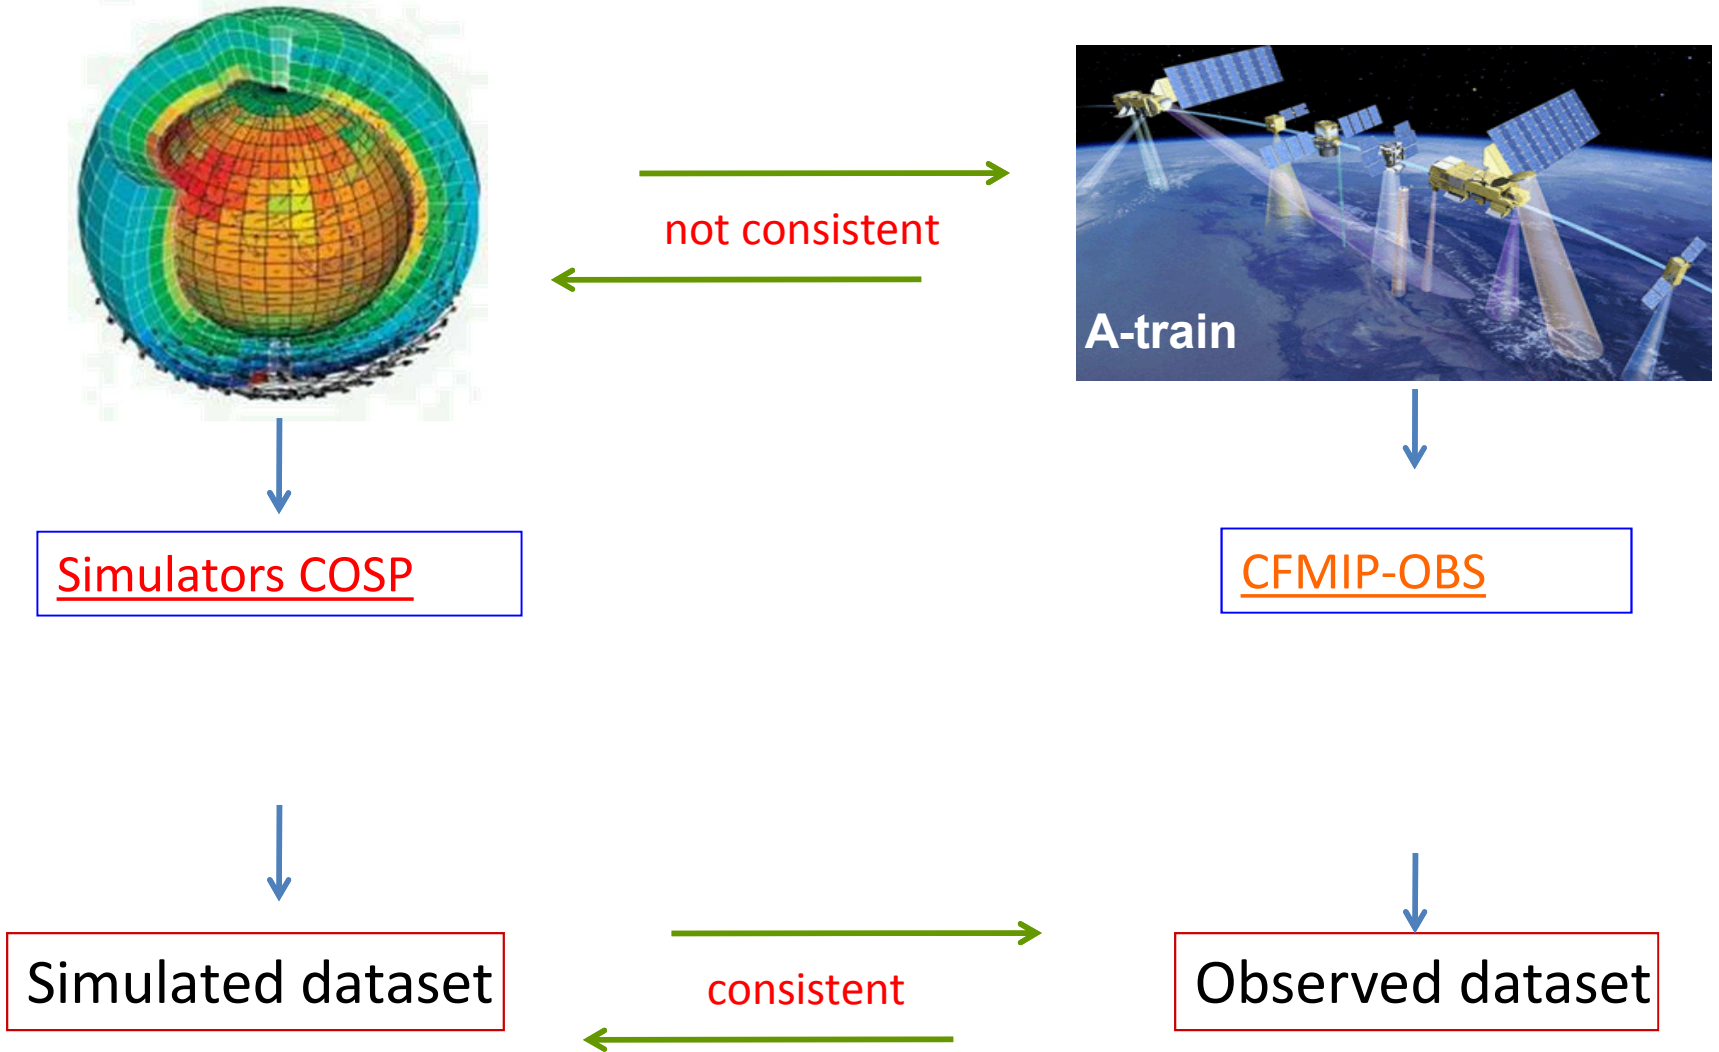 not consistent
A-train
Simulators COSP
CFMIP-OBS
Simulated dataset
consistent
Observed dataset